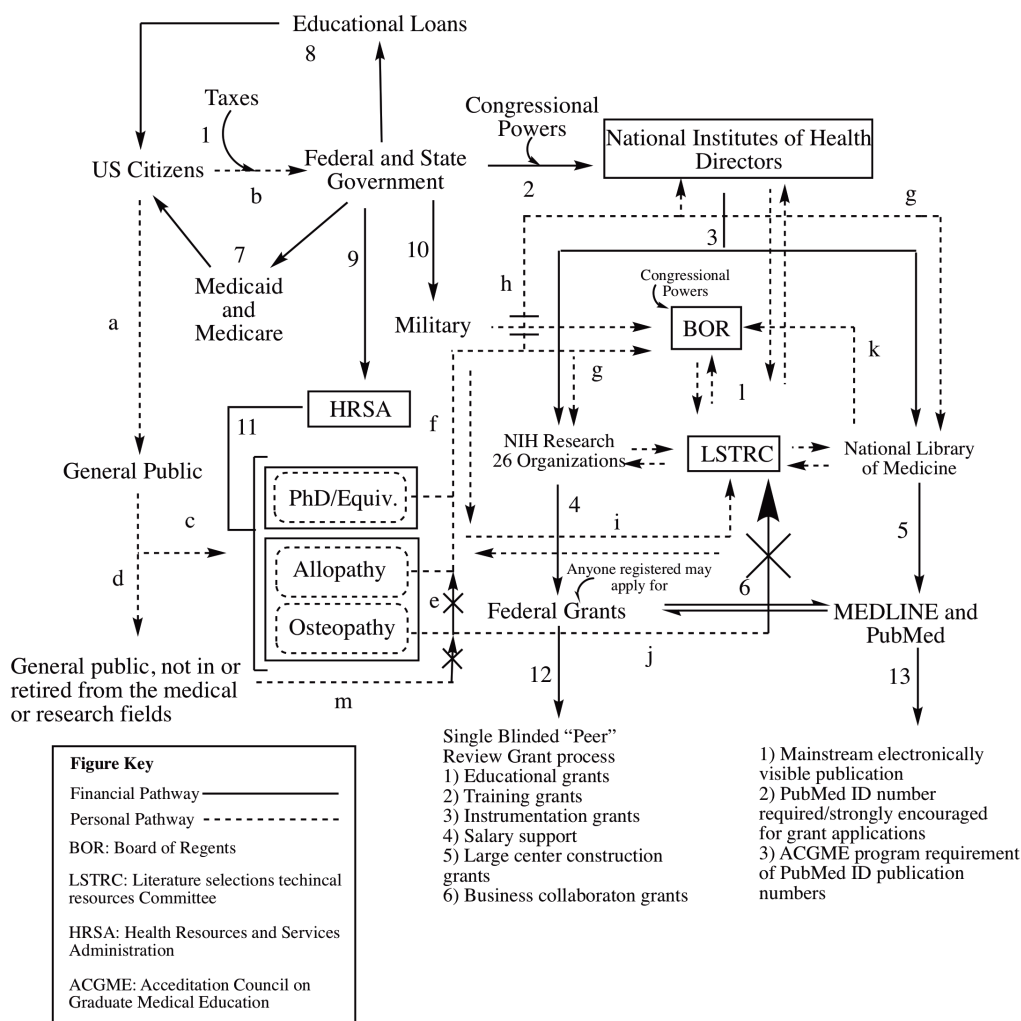 Educational Loans
8
Taxes
1
US Citizens
b
Federal and State
Government
Congressional
Powers
2
National Institutes of Health
Directors
g
3
7
9
10
Medicaid
and
Medicare
Military
h
Congressional
Powers
BOR
k
a
g
l
f
HRSA
11
General Public
NIH Research
26 Organizations
LSTRC
National Library
of Medicine
PhD/Equiv.
c
4
i
5
d
Allopathy
e
Anyone registered may
apply for
6
Federal Grants
MEDLINE and
PubMed
Osteopathy
j
General public, not in or
retired from the medical
or research fields
m
12
13
Single Blinded “Peer”
Review Grant process
1) Educational grants
2) Training grants
3) Instrumentation grants
4) Salary support
5) Large center construction
grants
6) Business collaboraton grants
1) Mainstream electronically
visible publication
2) PubMed ID number
required/strongly encouraged
for grant applications
3) ACGME program requirement
of PubMed ID publication
numbers
Figure Key
Financial Pathway
Personal Pathway
BOR: Board of Regents
LSTRC: Literature selections techincal
resources Committee
HRSA: Health Resources and Services
Administration
ACGME: Acceditation Council on
Graduate Medical Education